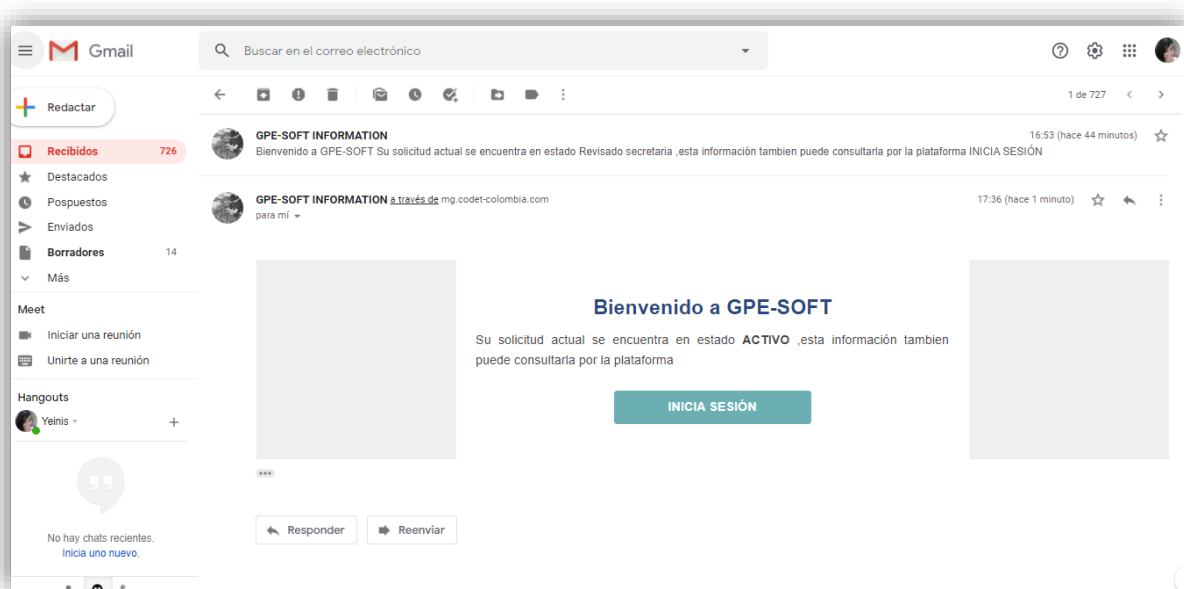 Gmail
Buscar en el correo electrónico
Redactar
1 de 727
Recibidos 726
Destacados
Pospuestos
Enviados
Borradores 14
Más
Meet
Iniciar una reunión
Unirte a una reunión
Hangouts
Yeinis
No hay chats recientes.
Inicia uno nuevo.
GPE-SOFT INFORMATION 16:53 (hace 44 minutos)
Bienvenido a GPE-SOFT Su solicitud actual se encuentra en estado Revisado secretaria ,esta información tambien puede consultarla por la plataforma INICIA SESIÓN
GPE-SOFT INFORMATION a través de mg.codet-colombia.com 17:36 (hace 1 minuto)
para mí
Bienvenido a GPE-SOFT
Su solicitud actual se encuentra en estado ACTIVO ,esta información tambien
puede consultarla por la plataforma
INICIA SESIÓN
Responder
Reenviar